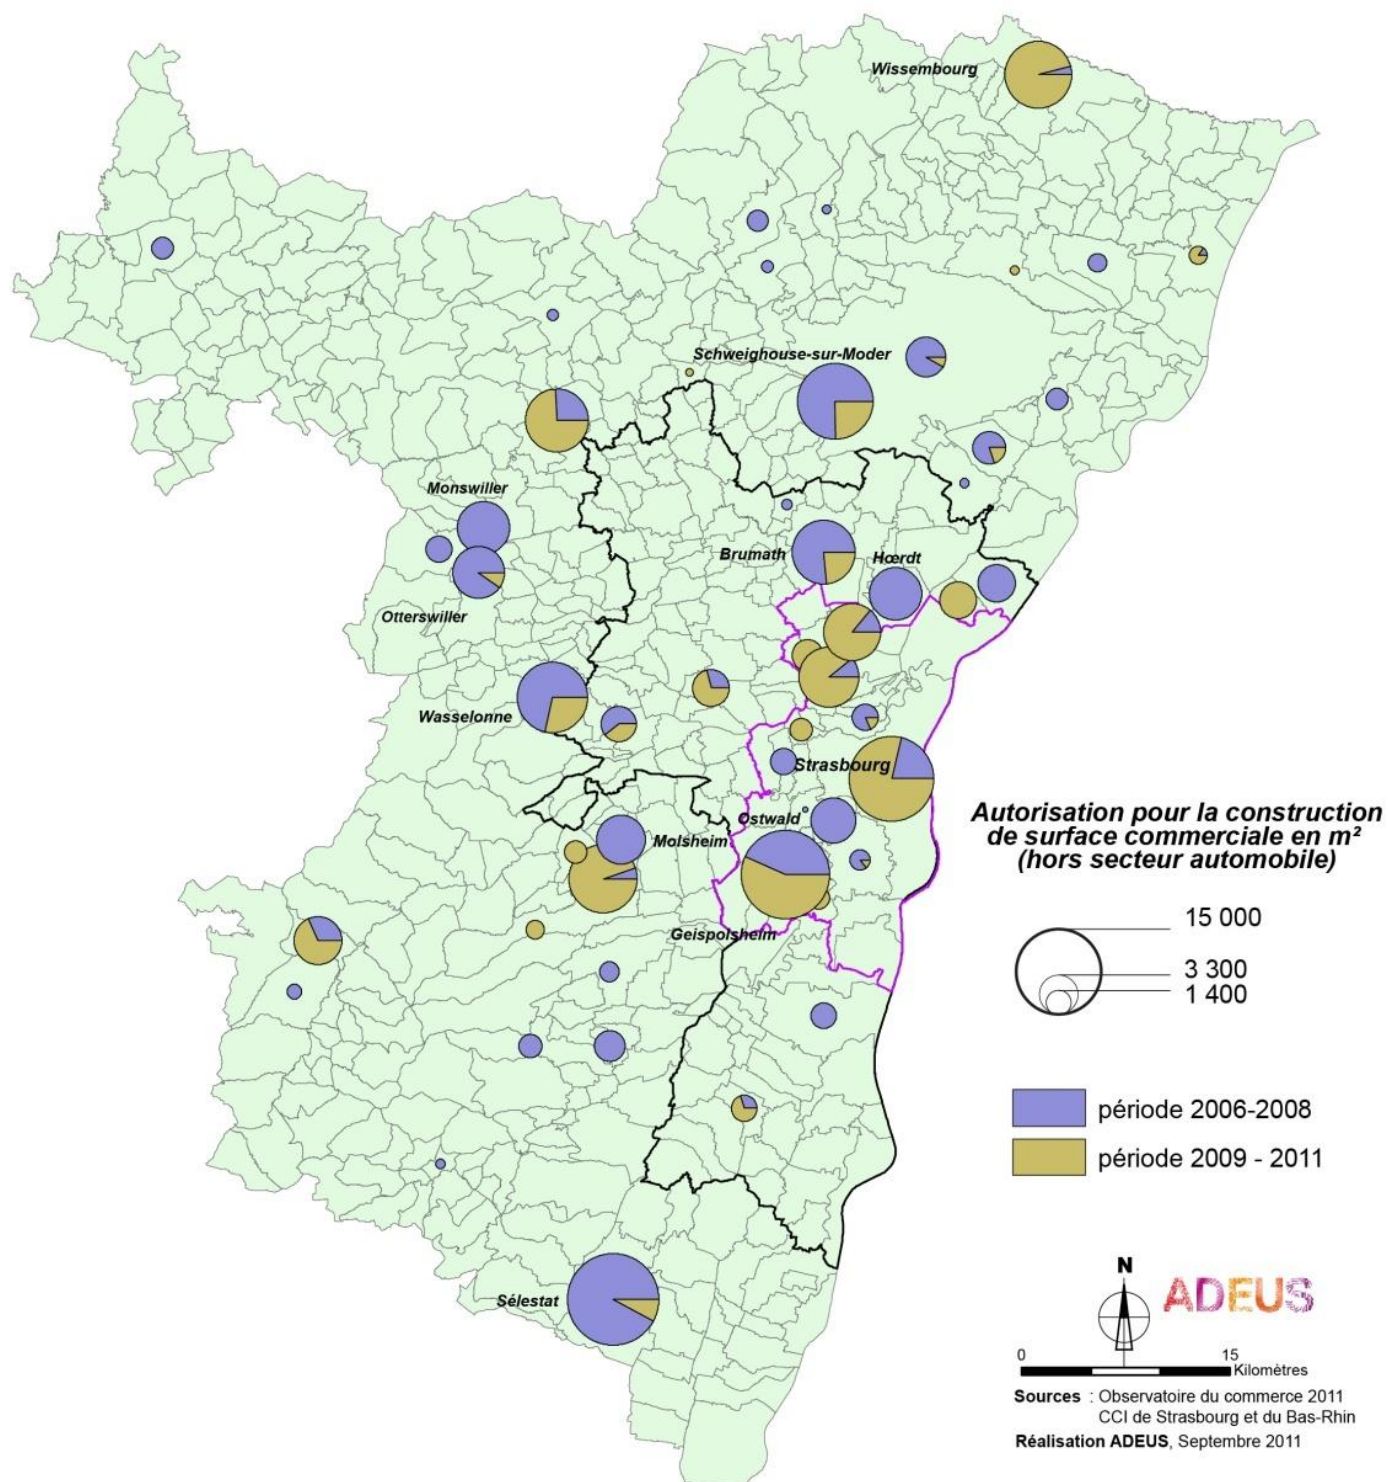 Wissembourg
Schweighouse-sur-Moder
Monswiller
Brumath
Hœrdt
Otterswiller
Wasselonne
Strasbourg
Ostwald
Molsheim
Geispolsheim
Sélestat
Autorisation pour la construction
de surface commerciale en m²
(hors secteur automobile)
15 000
3 300
1 400
période 2006-2008
période 2009 - 2011
N
ADEUS
0 15
Kilomètres
Sources : Observatoire du commerce 2011
CCI de Strasbourg et du Bas-Rhin
Réalisation ADEUS, Septembre 2011